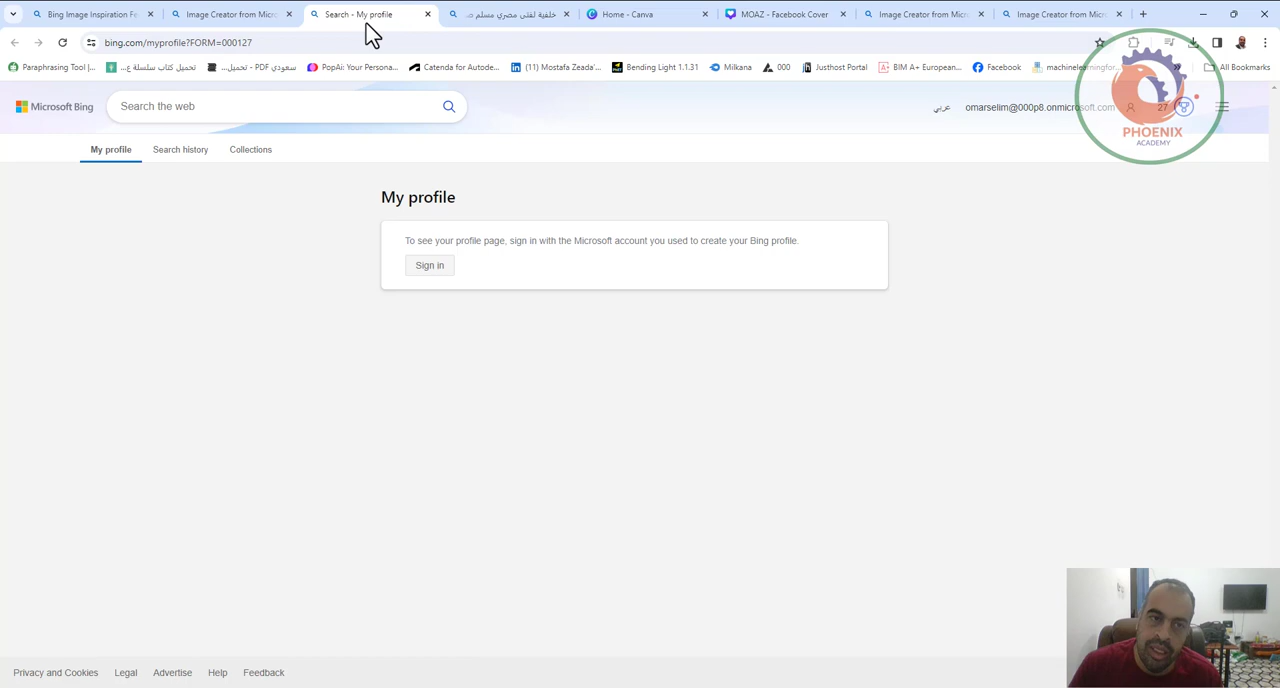 Bing Image Inspiration Fe
Image Creator from Micro
Search - My profile
خلفية لفتى مصري مسلم صـ
Home - Canva
MOAZ - Facebook Cover
Image Creator from Micro
Image Creator from Micro
bing.com/myprofile?FORM=000127
Paraphrasing Tool |...
تحميل كتاب سلسلة ع...
سعودي PDF - تحميل...
PopAi: Your Persona...
Autode...
(11) Mostafa Zeada'...
Bending Light 1.1.31
Milkana
000
Justhost Portal
BIM A+ European...
Facebook
machinelearningfor...
All Bookmarks
Microsoft Bing
Search the web
عربي
omarselim@000p8.onmicrosoft.com
27
PHOENIX
ACADEMY
My profile
Search history
Collections
My profile
To see your profile page, sign in with the Microsoft account you used to create your Bing profile.
Sign in
Privacy and Cookies
Legal
Advertise
Help
Feedback